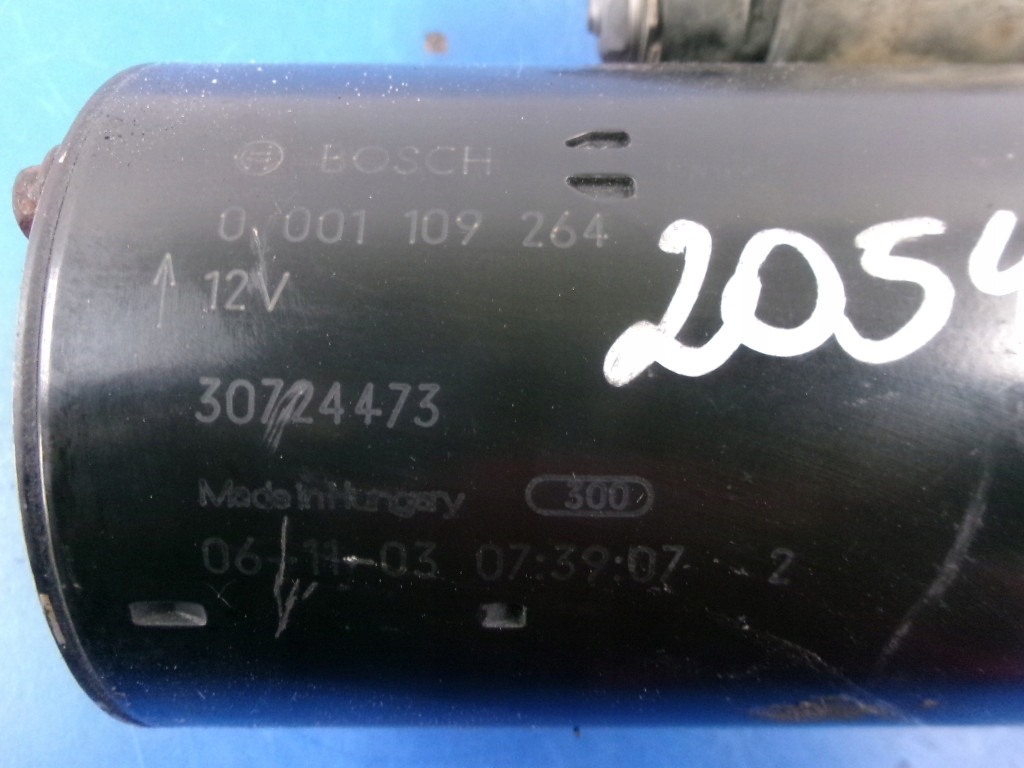 BOSCH
0 001 109 264
12V
2054
30724473
Made in Hungary 300
06-11-03 07:39:07 2